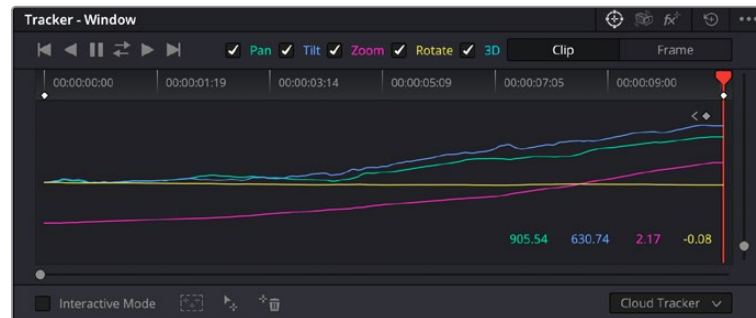 Tracker - Window
fx
Pan Tilt Zoom Rotate 3D Clip Frame
00:00:00:00 00:00:01:19 00:00:03:14 00:00:05:09 00:00:07:05 00:00:09:00
905.54 630.74 2.17 -0.08
Interactive Mode Cloud Tracker